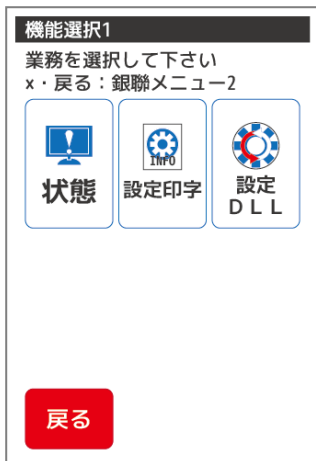 機能選択1
業務を選択して下さい
x・戻る：銀聯メニュー2
INFO
状態
設定印字
設定
ＤＬＬ
戻る